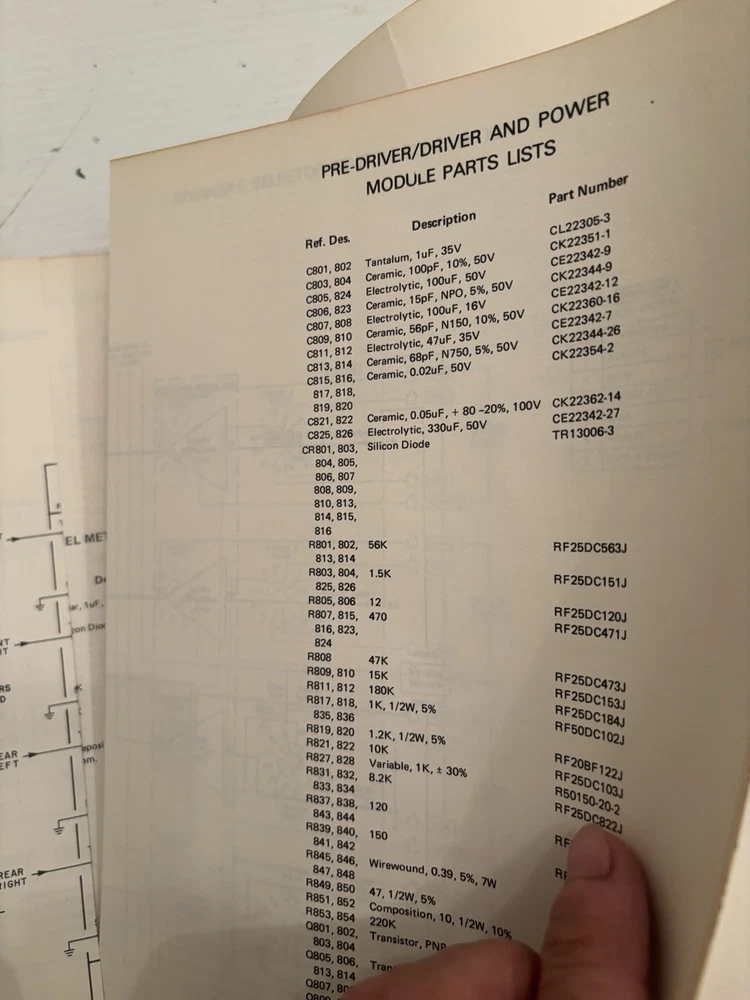 PRE-DRIVER/DRIVER AND POWER
MODULE PARTS LISTS
Ref. Des. Description Part Number
C801, 802 Tantalum, 1uF, 35V CL22305-3
C803, 804 Ceramic, 100pF, 10%, 50V CK22351-1
C805, 824 Electrolytic, 100uF, 50V CE22342-9
C806, 823 Ceramic, 15pF, NPO, 5%, 50V CK22344-9
C807, 808 Electrolytic, 100uF, 16V CE22342-12
C809, 810 Ceramic, 56pF, N150, 10%, 50V CK22360-16
C811, 812 Electrolytic, 47uF, 35V CE22342-7
C813, 814 Ceramic, 68pF, N750, 5%, 50V CK22344-26
C815, 816, Ceramic, 0.02uF, 50V CK22354-2
817, 818,
819, 820
C821, 822 Ceramic, 0.05uF, + 80 -20%, 100V CK22362-14
C825, 826 Electrolytic, 330uF, 50V CE22342-27
CR801, 803, Silicon Diode TR13006-3
804, 805,
806, 807
808, 809,
810, 813,
814, 815,
816
R801, 802, 56K RF25DC563J
813, 814
R803, 804, 1.5K RF25DC151J
825, 826
R805, 806 12 RF25DC120J
R807, 815, 470 RF25DC471J
816, 823,
824
R808 47K RF25DC473J
R809, 810 15K RF25DC153J
R811, 812 180K RF25DC184J
R817, 818, 1K, 1/2W, 5% RF50DC102J
835, 836
R819, 820 1.2K, 1/2W, 5% RF20BF122J
R821, 822 10K RF25DC103J
R827, 828 Variable, 1K, ± 30% R50150-20-2
R831, 832, 8.2K RF25DC822J
833, 834
R837, 838, 120 RF
843, 844
R839, 840, 150 RF
841, 842
R845, 846, Wirewound, 0.39, 5%, 7W
847, 848
R849, 850 47, 1/2W, 5%
R851, 852 Composition, 10, 1/2W, 10%
R853, 854 220K
Q801, 802, Transistor, PNP
803, 804
Q805, 806,
813, 814
EL ME
EAR
EFT
REAR
RIGHT